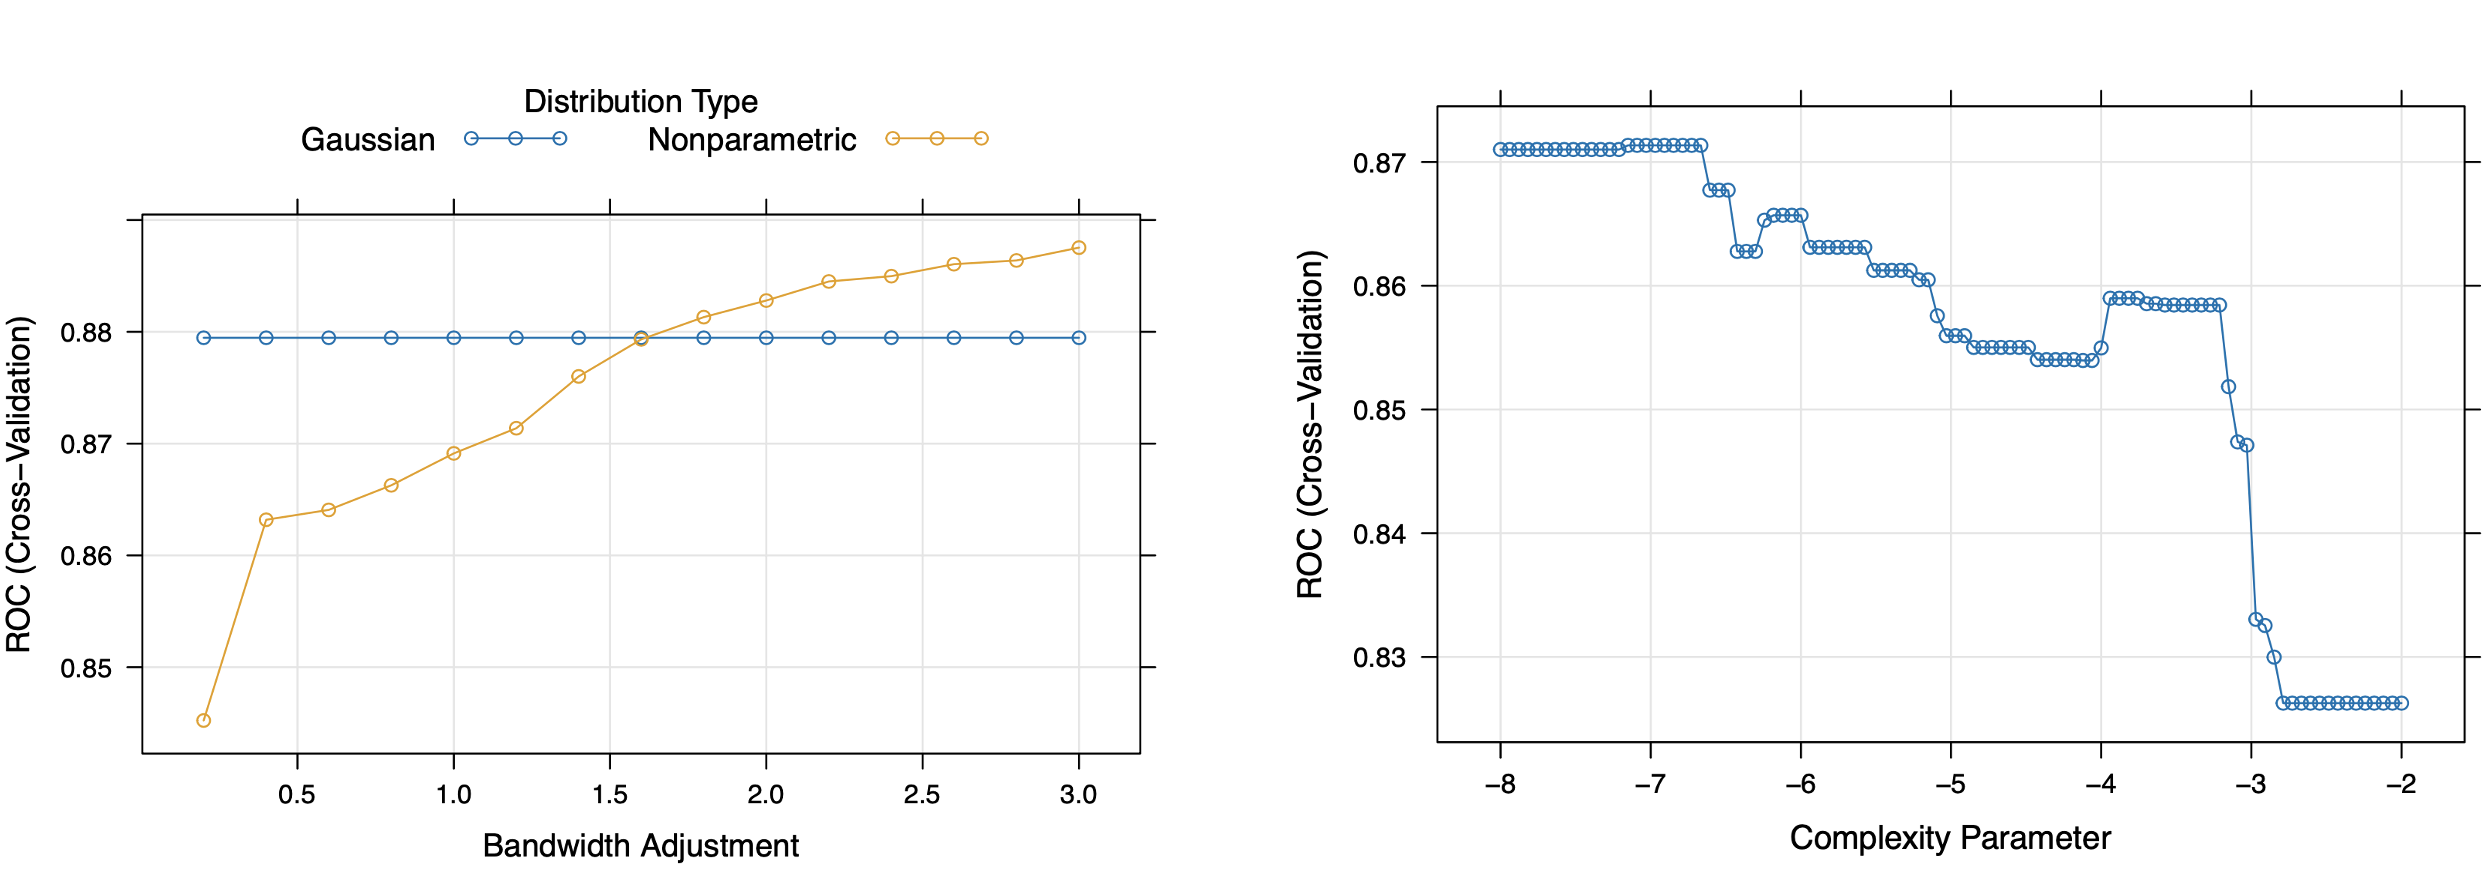 Distribution Type
Gaussian Nonparametric
ROC (Cross−Validation)
0.88
0.87
0.86
0.85
0.5 1.0 1.5 2.0 2.5 3.0
Bandwidth Adjustment
ROC (Cross−Validation)
0.87
0.86
0.85
0.84
0.83
−8 −7 −6 −5 −4 −3 −2
Complexity Parameter